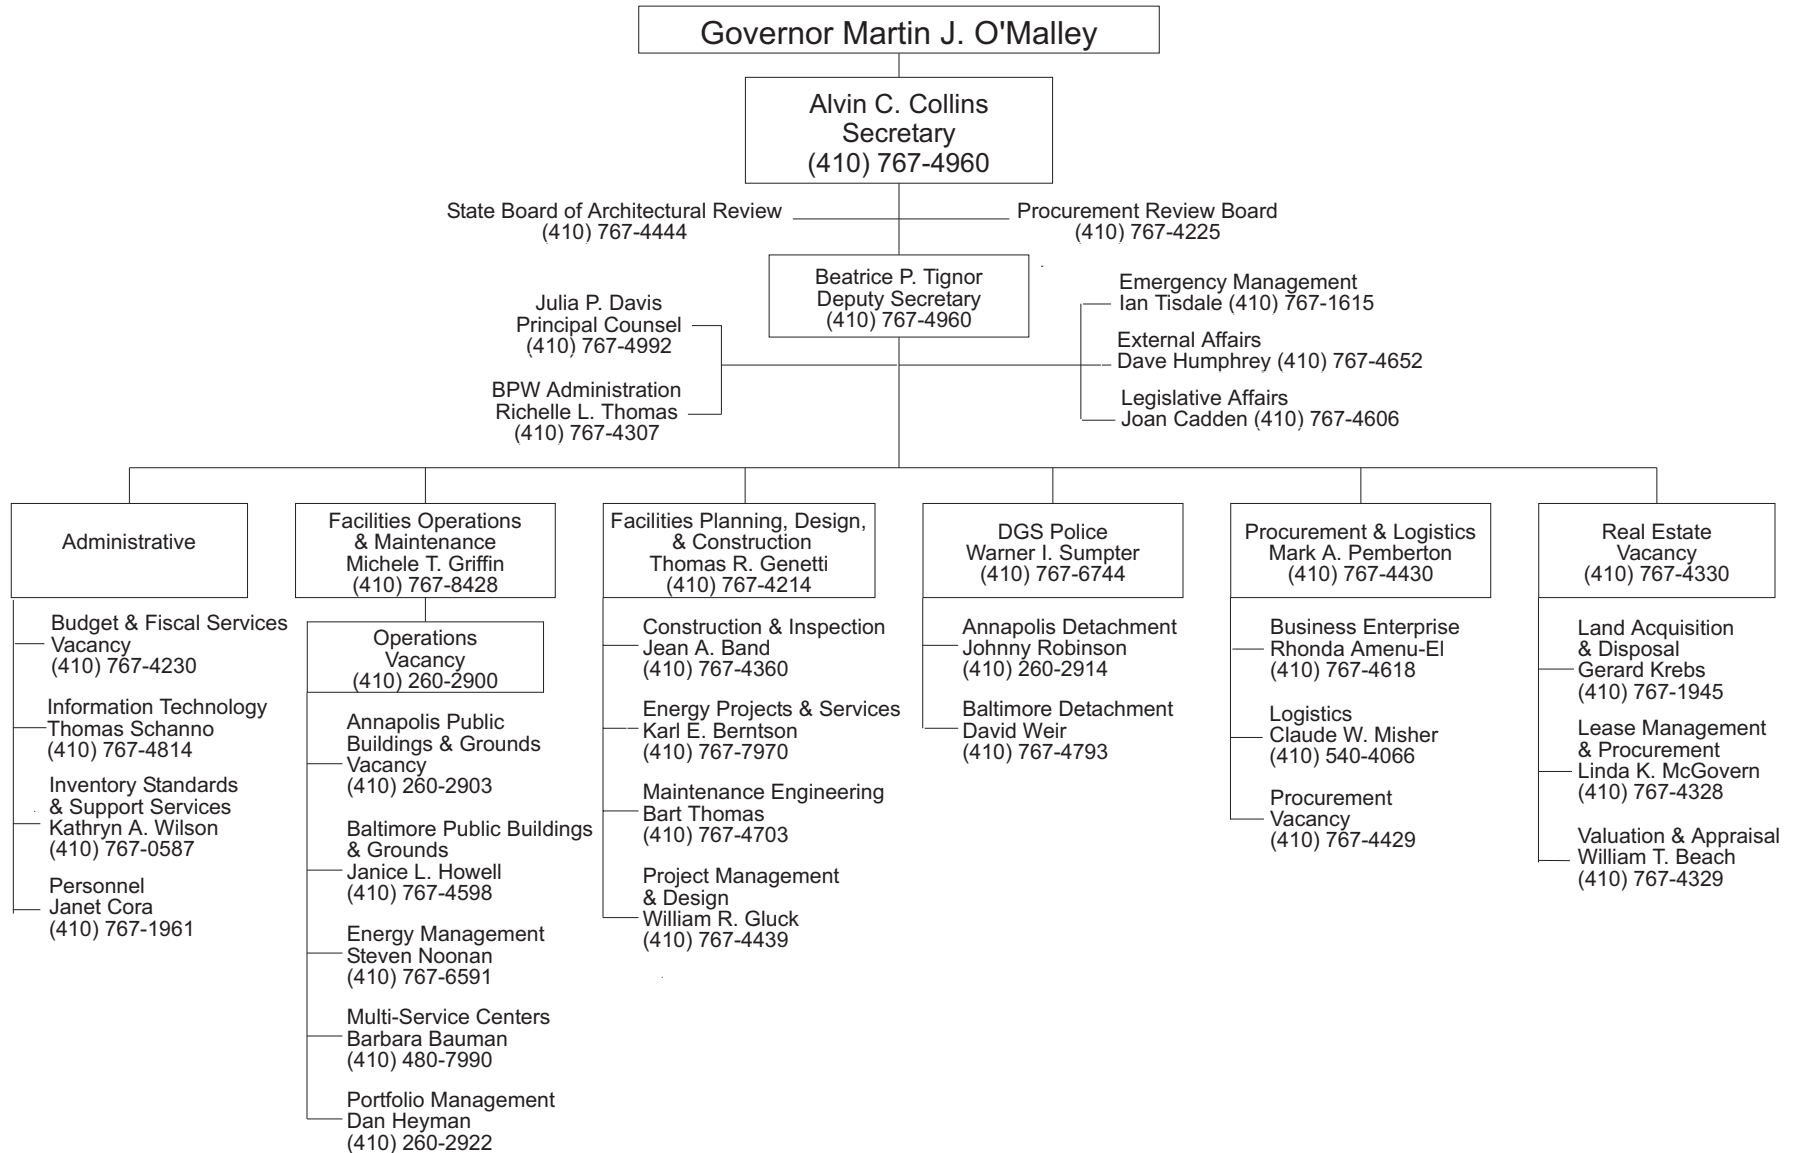 Governor Martin J. O'Malley
Alvin C. Collins
Secretary
(410) 767-4960
State Board of Architectural Review
(410) 767-4444
Procurement Review Board
(410) 767-4225
Beatrice P. Tignor
Deputy Secretary
(410) 767-4960
Julia P. Davis
Principal Counsel
(410) 767-4992
BPW Administration
Richelle L. Thomas
(410) 767-4307
Emergency Management
Ian Tisdale (410) 767-1615
External Affairs
Dave Humphrey (410) 767-4652
Legislative Affairs
Joan Cadden (410) 767-4606
Administrative
Budget & Fiscal Services
Vacancy
(410) 767-4230
Information Technology
Thomas Schanno
(410) 767-4814
Inventory Standards
& Support Services
Kathryn A. Wilson
(410) 767-0587
Personnel
Janet Cora
(410) 767-1961
Facilities Operations
& Maintenance
Michele T. Griffin
(410) 767-8428
Operations
Vacancy
(410) 260-2900
Annapolis Public
Buildings & Grounds
Vacancy
(410) 260-2903
Baltimore Public Buildings
& Grounds
Janice L. Howell
(410) 767-4598
Energy Management
Steven Noonan
(410) 767-6591
Multi-Service Centers
Barbara Bauman
(410) 480-7990
Portfolio Management
Dan Heyman
(410) 260-2922
Facilities Planning, Design,
& Construction
Thomas R. Genetti
(410) 767-4214
Construction & Inspection
Jean A. Band
(410) 767-4360
Energy Projects & Services
Karl E. Berntson
(410) 767-7970
Maintenance Engineering
Bart Thomas
(410) 767-4703
Project Management
& Design
William R. Gluck
(410) 767-4439
DGS Police
Warner I. Sumpter
(410) 767-6744
Annapolis Detachment
Johnny Robinson
(410) 260-2914
Baltimore Detachment
David Weir
(410) 767-4793
Procurement & Logistics
Mark A. Pemberton
(410) 767-4430
Business Enterprise
Rhonda Amenu-El
(410) 767-4618
Logistics
Claude W. Misher
(410) 540-4066
Procurement
Vacancy
(410) 767-4429
Real Estate
Vacancy
(410) 767-4330
Land Acquisition
& Disposal
Gerard Krebs
(410) 767-1945
Lease Management
& Procurement
Linda K. McGovern
(410) 767-4328
Valuation & Appraisal
William T. Beach
(410) 767-4329